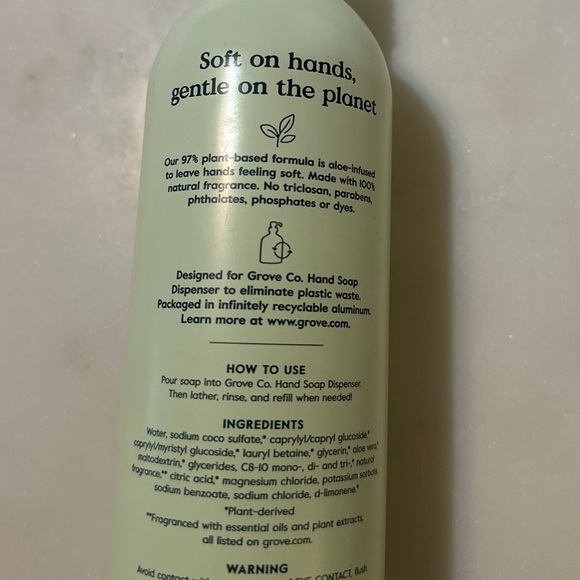 Soft on hands,
gentle on the planet
Our 97% plant-based formula is aloe-infused
to leave hands feeling soft. Made with 100%
natural fragrance. No triclosan, parabens,
phthalates, phosphates or dyes.
Designed for Grove Co. Hand Soap
Dispenser to eliminate plastic waste.
Packaged in infinitely recyclable aluminum.
Learn more at www.grove.com.
HOW TO USE
Pour soap into Grove Co. Hand Soap Dispenser.
Then lather, rinse, and refill when needed!
INGREDIENTS
Water, sodium coco sulfate,* caprylyl/capryl glucoside,*
caprylyl/myristyl glucoside,* lauryl betaine,* glycerin,* aloe vera,*
maltodextrin,* glycerides, C8-10 mono-, di- and tri-,* natural
fragrance,** citric acid,* magnesium chloride, potassium sorbate,
sodium benzoate, sodium chloride, d-limonene.*
*Plant-derived
**Fragranced with essential oils and plant extracts,
all listed on grove.com.
WARNING
Avoid contact CONTACT, flush